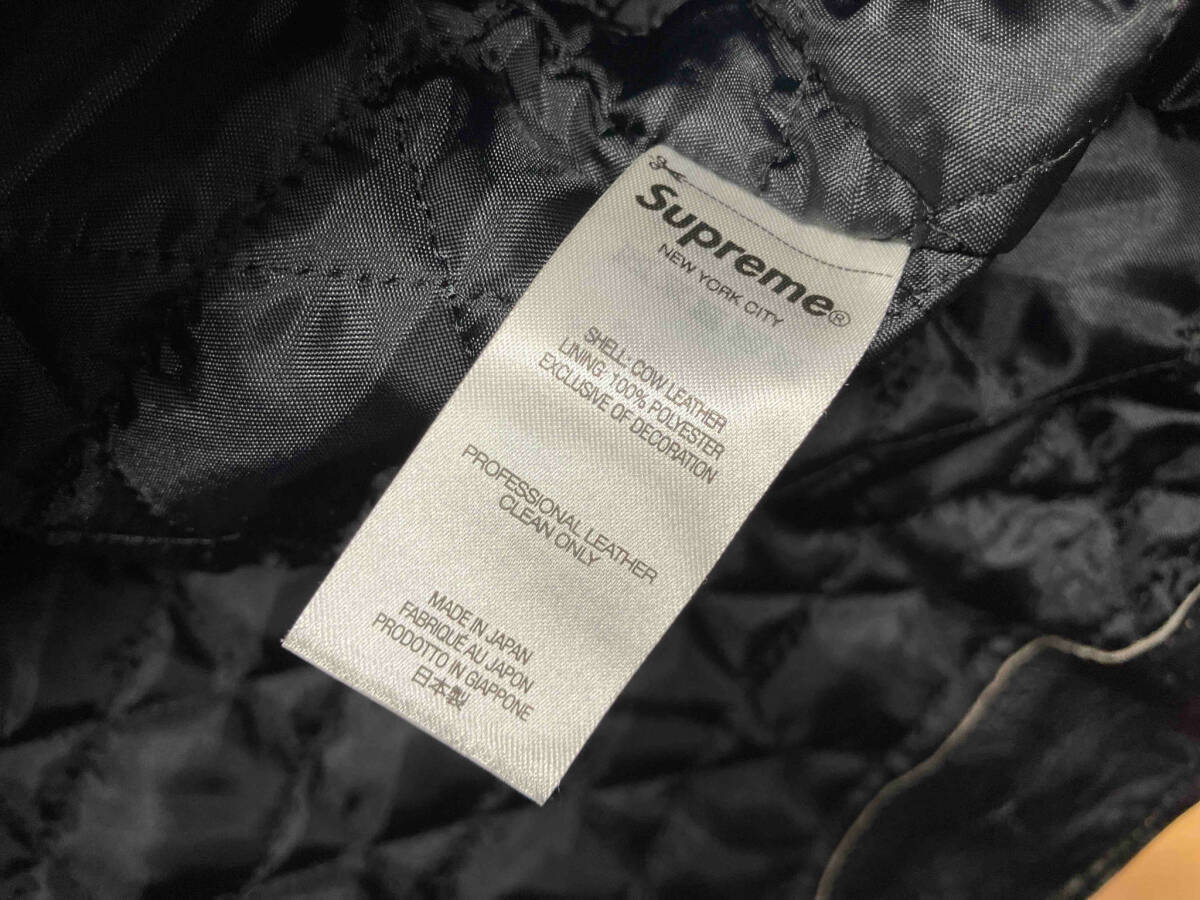 Supreme®
NEW YORK CITY
SHELL: COW LEATHER
LINING: 100% POLYESTER
EXCLUSIVE OF DECORATION
PROFESSIONAL LEATHER
CLEAN ONLY
MADE IN JAPAN
FABRIQUÉ AU JAPON
PRODOTTO IN GIAPPONE
日本製